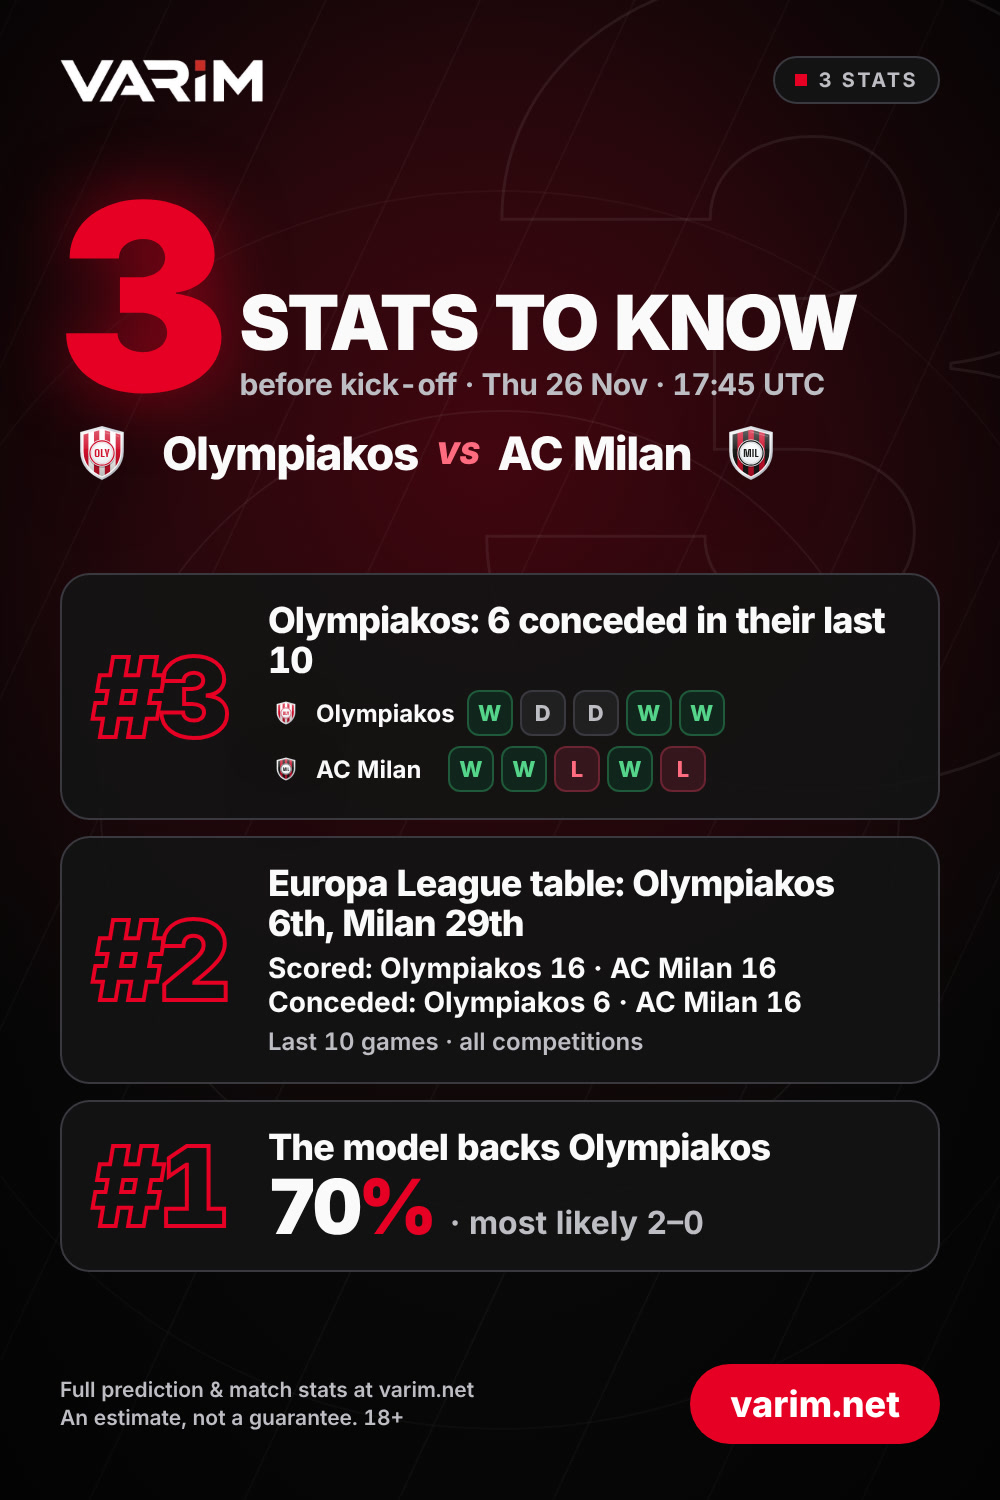 VARiM
3 STATS
3 STATS TO KNOW
before kick-off · Thu 26 Nov · 17:45 UTC
OLY Olympiakos vs AC Milan MIL
#3
Olympiakos: 6 conceded in their last
10
Olympiakos W D D W W
MIL AC Milan W W L W L
#2
Europa League table: Olympiakos
6th, Milan 29th
Scored: Olympiakos 16 · AC Milan 16
Conceded: Olympiakos 6 · AC Milan 16
Last 10 games · all competitions
#1
The model backs Olympiakos
70% · most likely 2–0
Full prediction & match stats at varim.net
An estimate, not a guarantee. 18+
varim.net